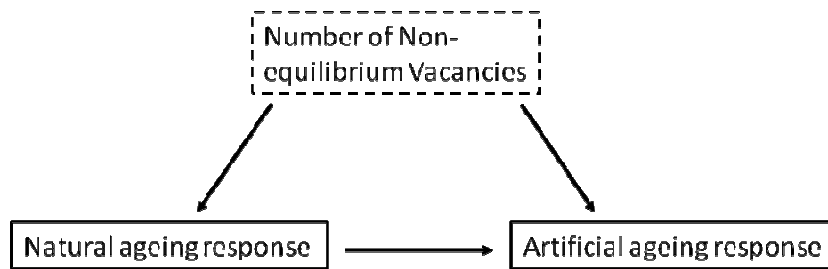 Number of Non-
equilibrium Vacancies
Natural ageing response
Artificial ageing response